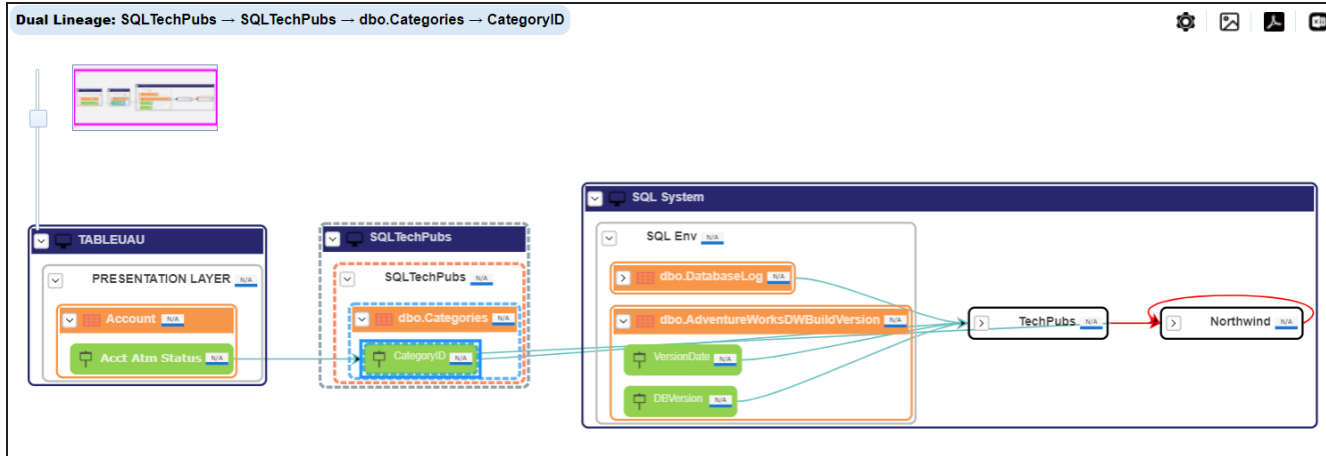 Dual Lineage: SQLTechPubs → SQLTechPubs → dbo.Categories → CategoryID
TABLEUAU
PRESENTATION LAYER N/A
Account N/A
Acct Atm Status N/A
SQLTechPubs
SQLTechPubs N/A
dbo.Categories N/A
CategoryID N/A
SQL System
SQL Env N/A
dbo.DatabaseLog N/A
dbo.AdventureWorksDWBuildVersion N/A
VersionDate N/A
DBVersion N/A
TechPubs N/A
Northwind N/A